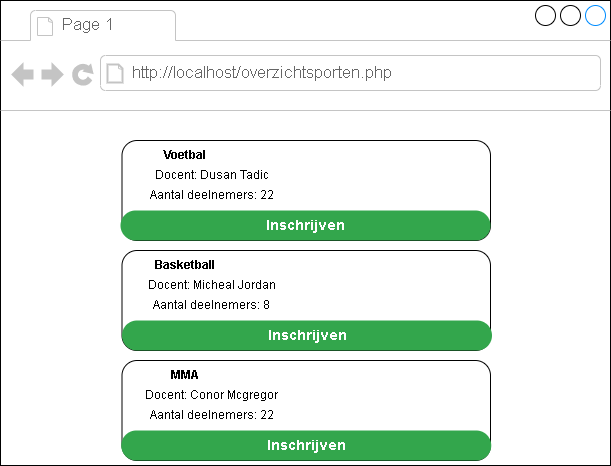 Page 1
http://localhost/overzichtsporten.php
Voetbal
Docent: Dusan Tadic
Aantal deelnemers: 22
Inschrijven
Basketball
Docent: Micheal Jordan
Aantal deelnemers: 8
Inschrijven
MMA
Docent: Conor Mcgregor
Aantal deelnemers: 22
Inschrijven